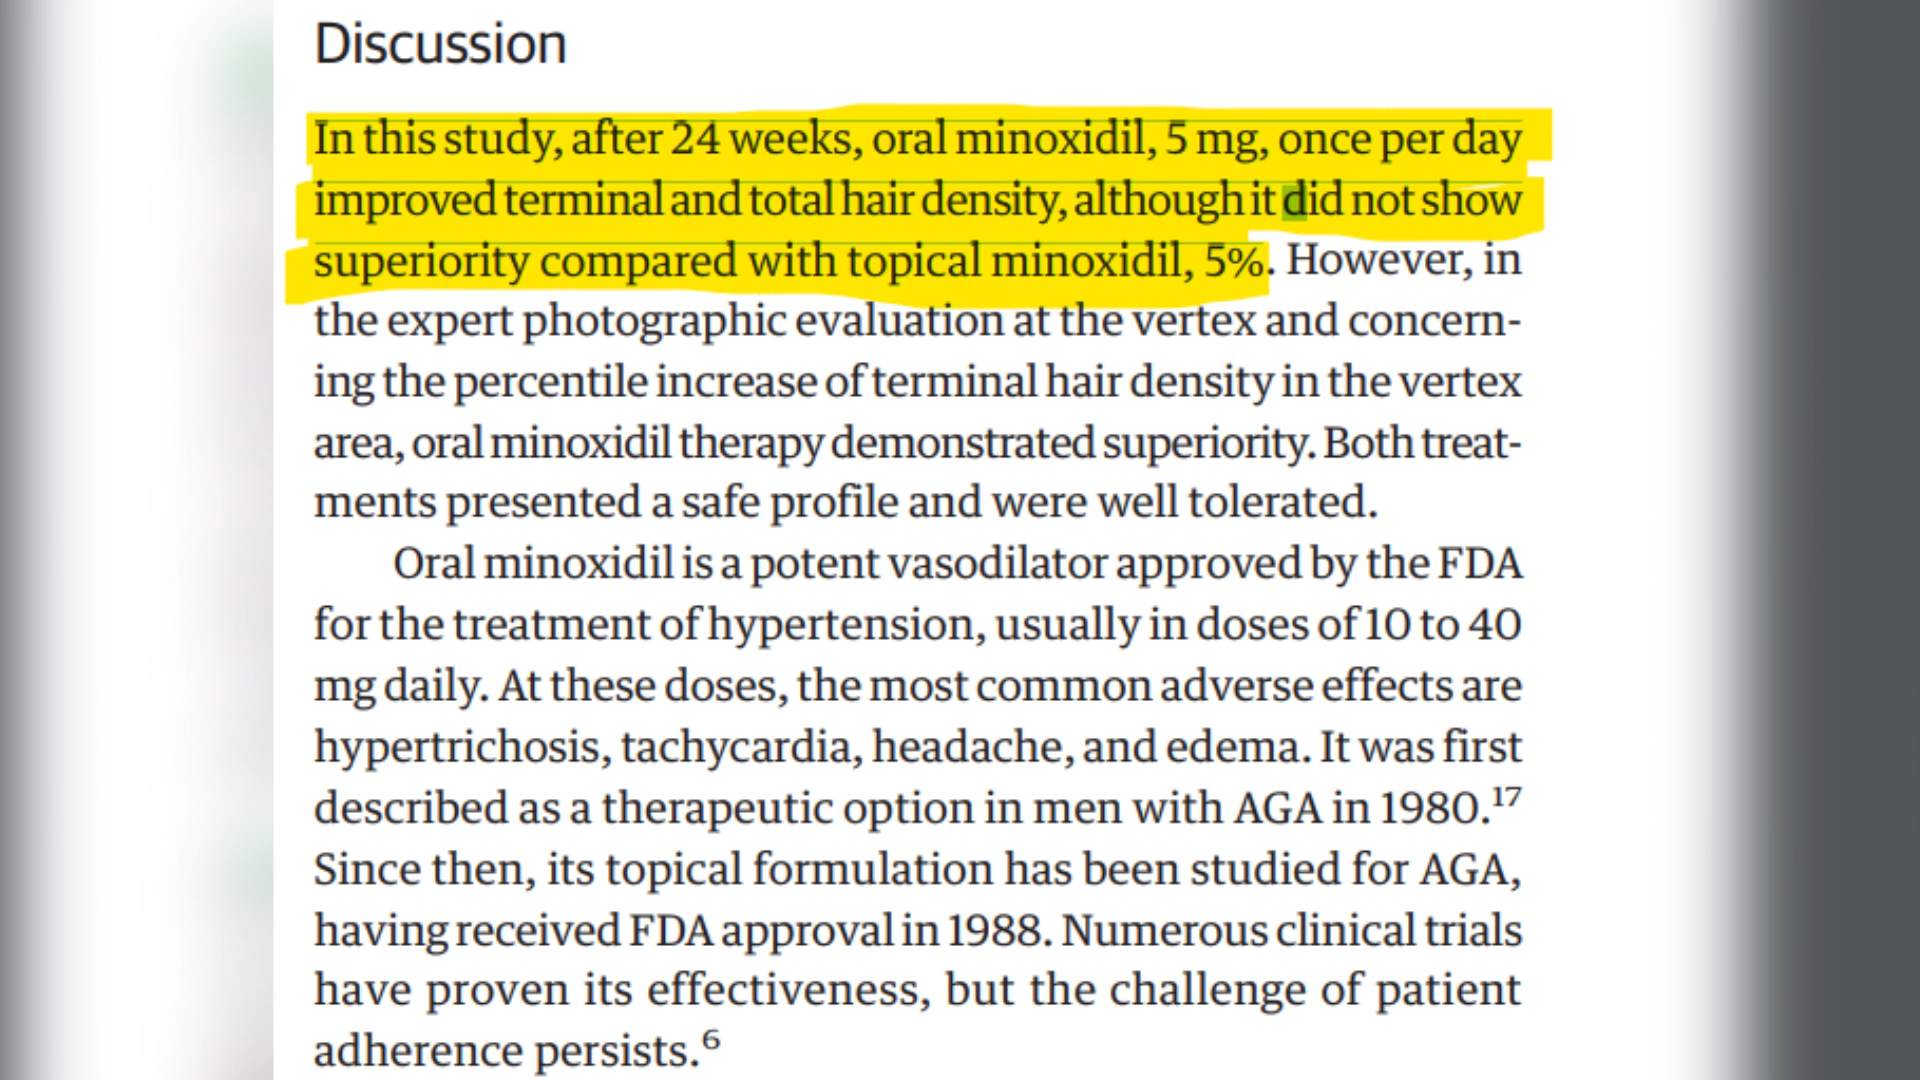 Discussion
In this study, after 24 weeks, oral minoxidil, 5 mg, once per day
improved terminal and total hair density, although it did not show
superiority compared with topical minoxidil, 5%. However, in
the expert photographic evaluation at the vertex and concern-
ing the percentile increase of terminal hair density in the vertex
area, oral minoxidil therapy demonstrated superiority. Both treat-
ments presented a safe profile and were well tolerated.
Oral minoxidil is a potent vasodilator approved by the FDA
for the treatment of hypertension, usually in doses of 10 to 40
mg daily. At these doses, the most common adverse effects are
hypertrichosis, tachycardia, headache, and edema. It was first
described as a therapeutic option in men with AGA in 1980.17
Since then, its topical formulation has been studied for AGA,
having received FDA approval in 1988. Numerous clinical trials
have proven its effectiveness, but the challenge of patient
adherence persists.6